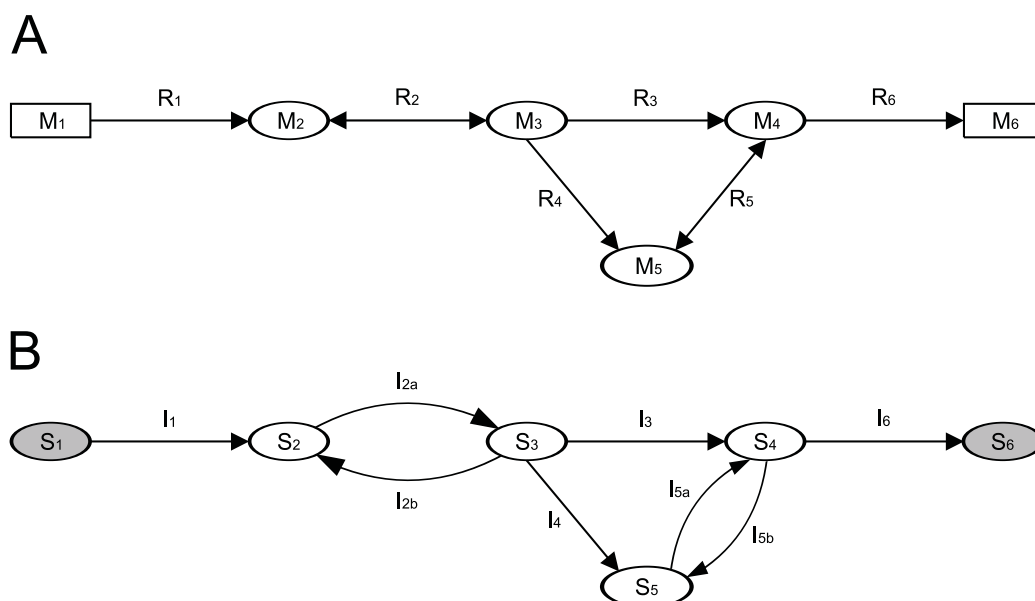 A
R1 R2 R3 R6
M1 M2 M3 M4 M6
R4 R5
M5
B
I2a
I1 I3 I6
S1 S2 S3 S4 S6
I2b I4 I5a I5b
S5